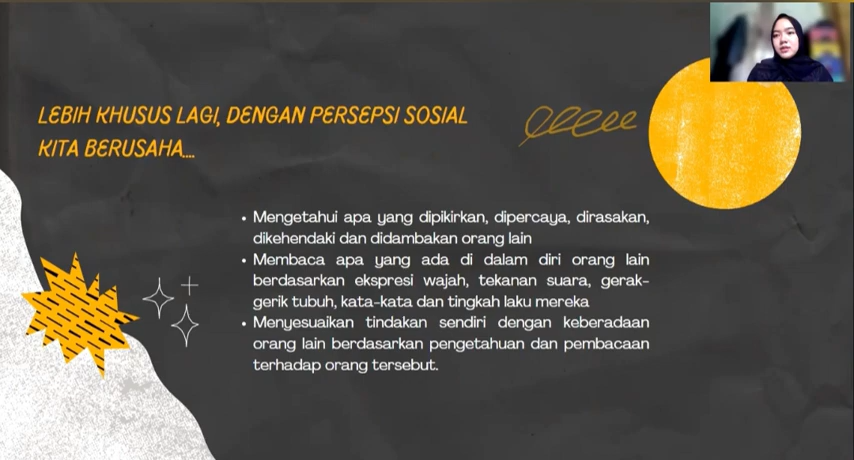 LEBIH KHUSUS LAGI, DENGAN PERSEPSI SOSIAL
KITA BERUSAHA....
• Mengetahui apa yang dipikirkan, dipercaya, dirasakan,
dikehendaki dan didambakan orang lain
• Membaca apa yang ada di dalam diri orang lain
berdasarkan ekspresi wajah, tekanan suara, gerak-
gerik tubuh, kata-kata dan tingkah laku mereka
• Menyesuaikan tindakan sendiri dengan keberadaan
orang lain berdasarkan pengetahuan dan pembacaan
terhadap orang tersebut.